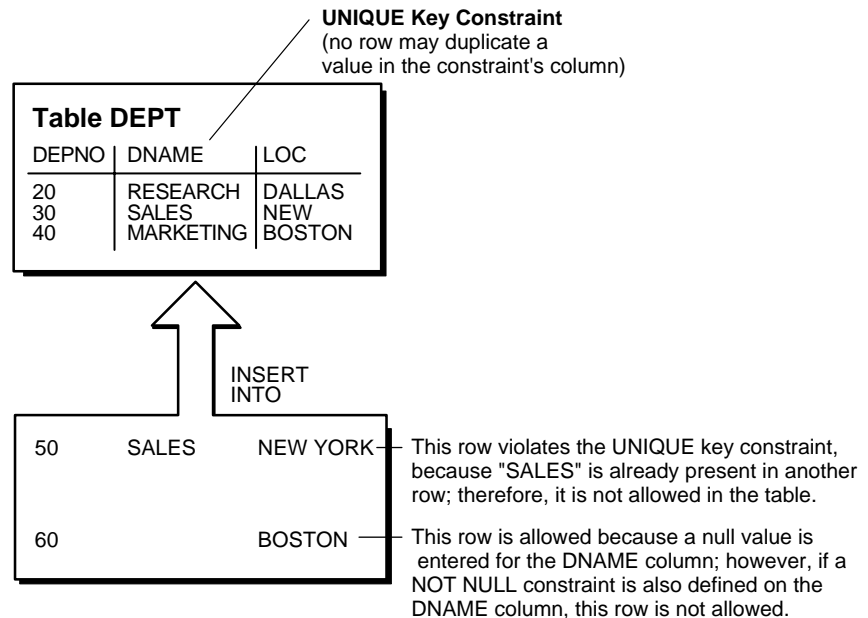 UNIQUE Key Constraint
(no row may duplicate a
value in the constraint's column)
Table DEPT
DEPNO DNAME LOC
20 RESEARCH DALLAS
30 SALES NEW
40 MARKETING BOSTON
INSERT
INTO
50 SALES NEW YORK
This row violates the UNIQUE key constraint,
because "SALES" is already present in another
row; therefore, it is not allowed in the table.
60 BOSTON
This row is allowed because a null value is
entered for the DNAME column; however, if a
NOT NULL constraint is also defined on the
DNAME column, this row is not allowed.